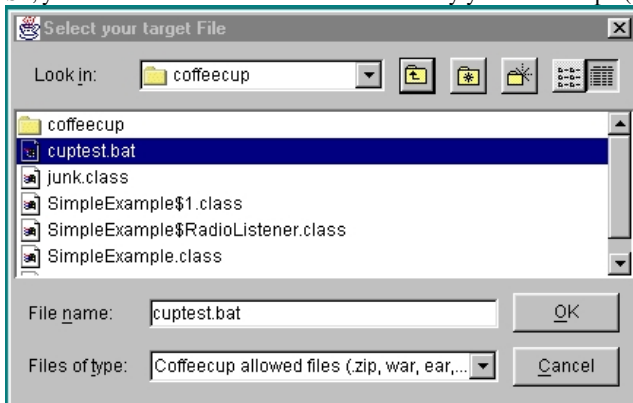 Select your target File
Look in: coffeecup
coffeecup
cuptest.bat
junk.class
SimpleExample$1.class
SimpleExample$RadioListener.class
SimpleExample.class
File name: cuptest.bat OK
Files of type: Coffeecup allowed files (.zip, war, ear,... Cancel